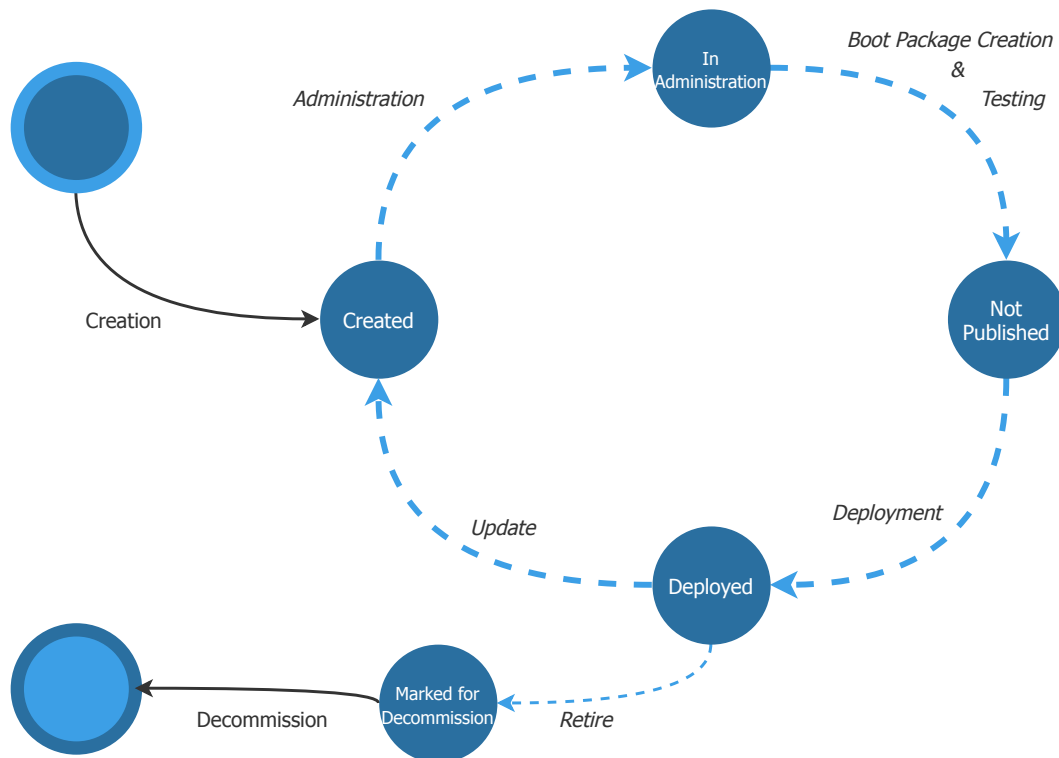 In
Administration
Boot Package Creation
&
Testing
Administration
Creation
Created
Not
Published
Update
Deployment
Deployed
Marked for
Decommission
Decommission
Retire